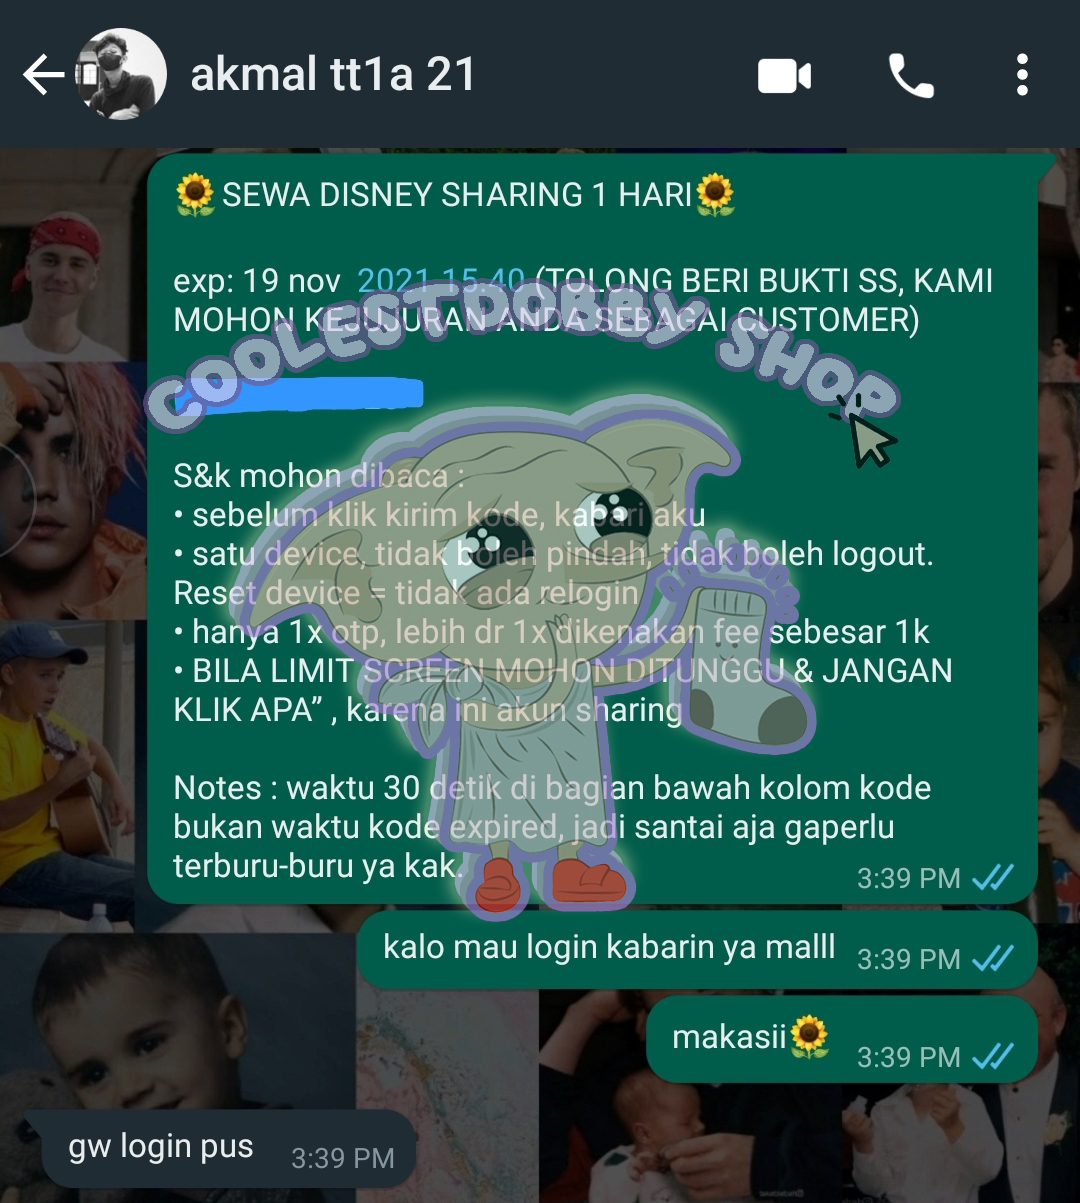 akmal tt1a 21
🌻SEWA DISNEY SHARING 1 HARI🌻
exp: 19 nov 2021 15:40 (TOLONG BERI BUKTI SS, KAMI
MOHON KEJUJURAN ANDA SEBAGAI CUSTOMER)
COOLESTDOBBY SHOP
S&k mohon dibaca :
• sebelum klik kirim kode, kabari aku
• satu device, tidak boleh pindah, tidak boleh logout.
Reset device = tidak ada relogin
• hanya 1x otp, lebih dr 1x dikenakan fee sebesar 1k
• BILA LIMIT SCREEN MOHON DITUNGGU & JANGAN
KLIK APA” , karena ini akun sharing
Notes : waktu 30 detik di bagian bawah kolom kode
bukan waktu kode expired, jadi santai aja gaperlu
terburu-buru ya kak.
3:39 PM
kalo mau login kabarin ya malll 3:39 PM
makasii🌻 3:39 PM
gw login pus 3:39 PM